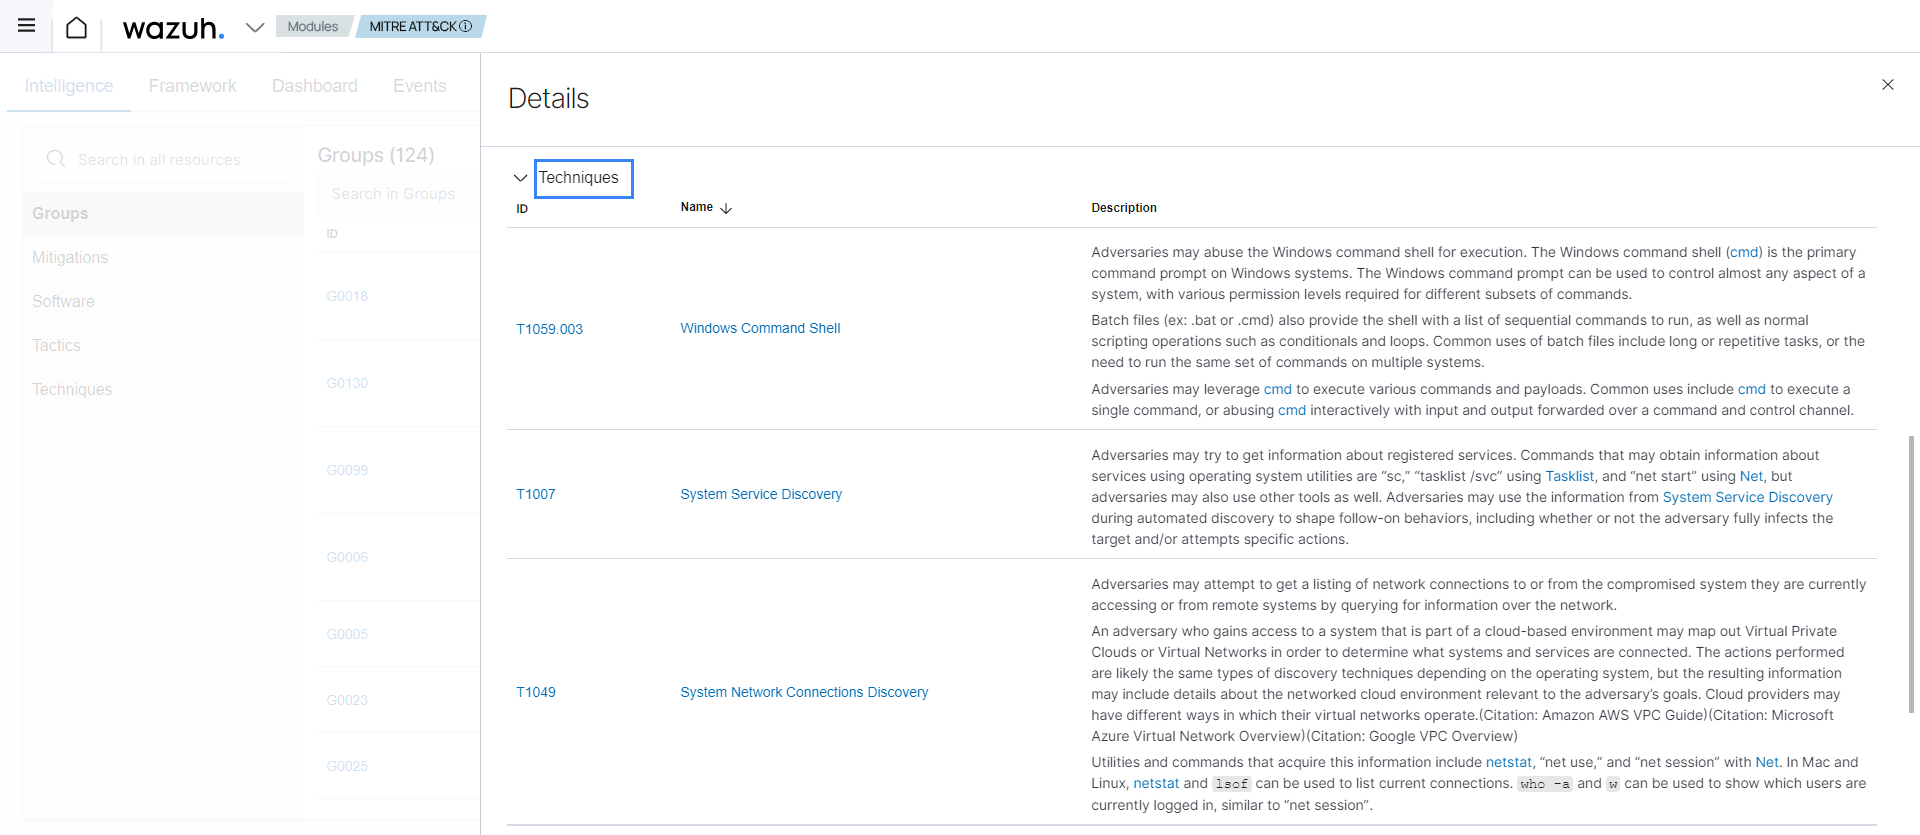 wazuh.
Modules
MITRE ATT&CK
Intelligence
Framework
Dashboard
Events
Search in all resources
Groups
Mitigations
Software
Tactics
Techniques
Groups (124)
Search in Groups
ID
G0018
G0130
G0099
G0006
G0005
G0023
G0025
Details
Techniques
ID
Name
Description
T1059.003
Windows Command Shell
Adversaries may abuse the Windows command shell for execution. The Windows command shell (cmd) is the primary
command prompt on Windows systems. The Windows command prompt can be used to control almost any aspect of a
system, with various permission levels required for different subsets of commands.
Batch files (ex: .bat or .cmd) also provide the shell with a list of sequential commands to run, as well as normal
scripting operations such as conditionals and loops. Common uses of batch files include long or repetitive tasks, or the
need to run the same set of commands on multiple systems.
Adversaries may leverage cmd to execute various commands and payloads. Common uses include cmd to execute a
single command, or abusing cmd interactively with input and output forwarded over a command and control channel.
T1007
System Service Discovery
Adversaries may try to get information about registered services. Commands that may obtain information about
services using operating system utilities are “sc,” “tasklist /svc” using Tasklist, and “net start” using Net, but
adversaries may also use other tools as well. Adversaries may use the information from System Service Discovery
during automated discovery to shape follow-on behaviors, including whether or not the adversary fully infects the
target and/or attempts specific actions.
T1049
System Network Connections Discovery
Adversaries may attempt to get a listing of network connections to or from the compromised system they are currently
accessing or from remote systems by querying for information over the network.
An adversary who gains access to a system that is part of a cloud-based environment may map out Virtual Private
Clouds or Virtual Networks in order to determine what systems and services are connected. The actions performed
are likely the same types of discovery techniques depending on the operating system, but the resulting information
may include details about the networked cloud environment relevant to the adversary’s goals. Cloud providers may
have different ways in which their virtual networks operate.(Citation: Amazon AWS VPC Guide)(Citation: Microsoft
Azure Virtual Network Overview)(Citation: Google VPC Overview)
Utilities and commands that acquire this information include netstat, “net use,” and “net session” with Net. In Mac and
Linux, netstat and lsof can be used to list current connections. who -a and w can be used to show which users are
currently logged in, similar to “net session”.